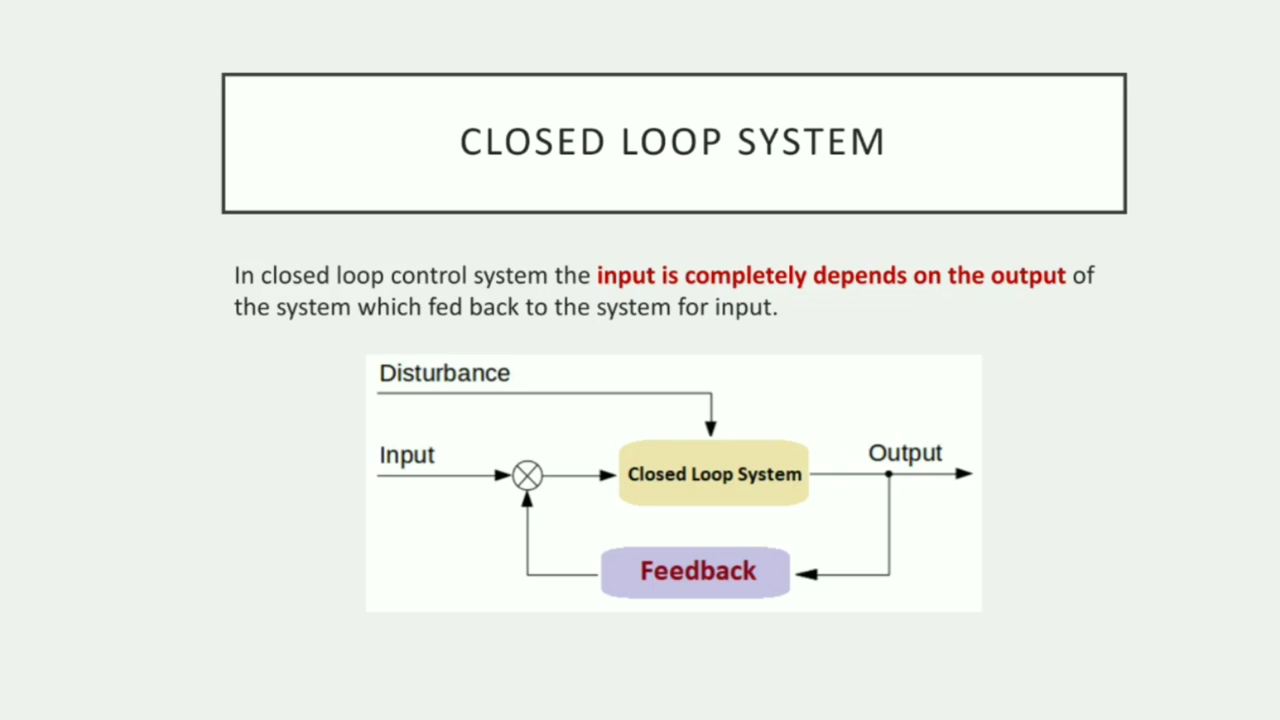 CLOSED LOOP SYSTEM
In closed loop control system the input is completely depends on the output of
the system which fed back to the system for input.
Disturbance
Input
Output
Closed Loop System
Feedback